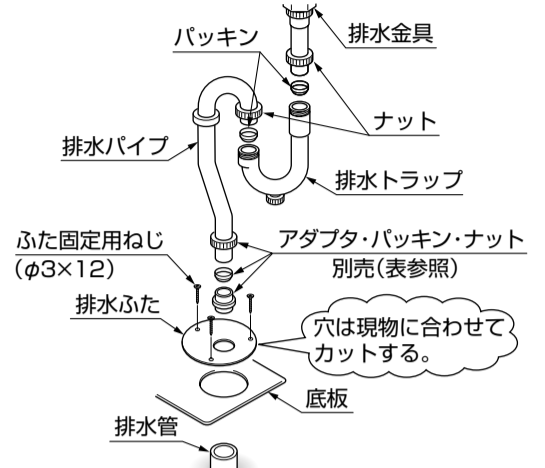 排水金具
パッキン
ナット
排水パイプ
排水トラップ
ふた固定用ねじ
(φ3×12)
アダプタ・パッキン・ナット
別売(表参照)
排水ふた
穴は現物に合わせて
カットする。
底板
排水管